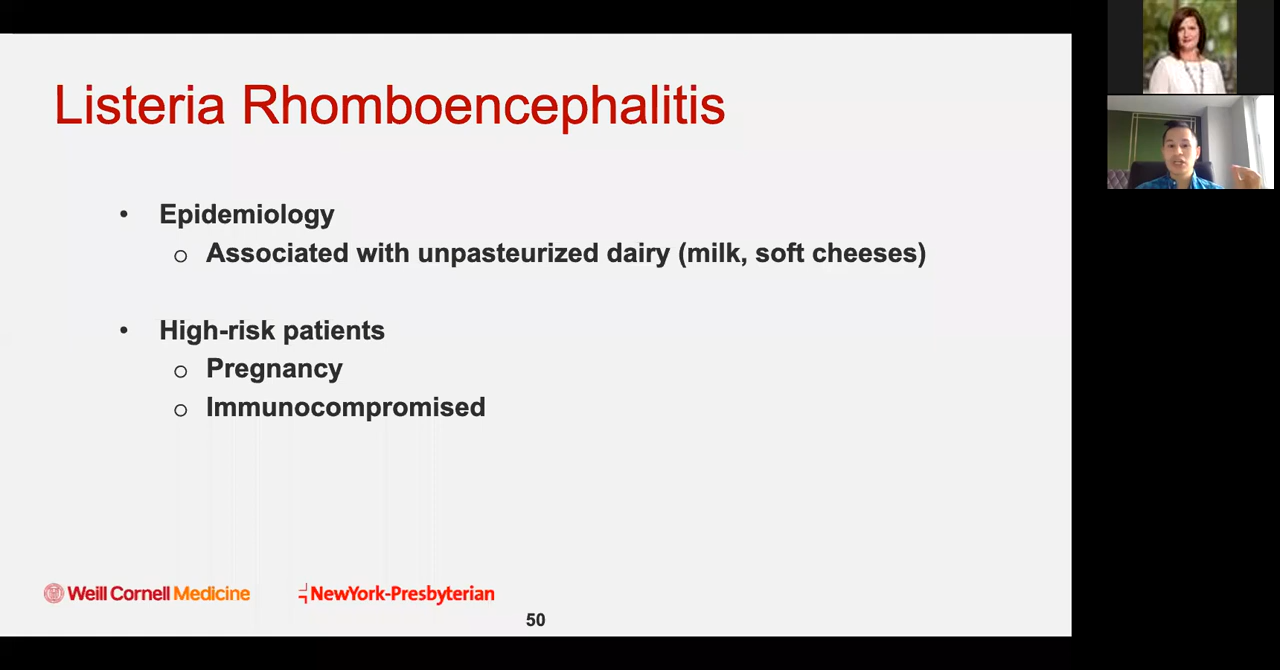 Listeria Rhomboencephalitis
• Epidemiology
o Associated with unpasteurized dairy (milk, soft cheeses)
• High-risk patients
o Pregnancy
o Immunocompromised
Weill Cornell Medicine
NewYork-Presbyterian
50